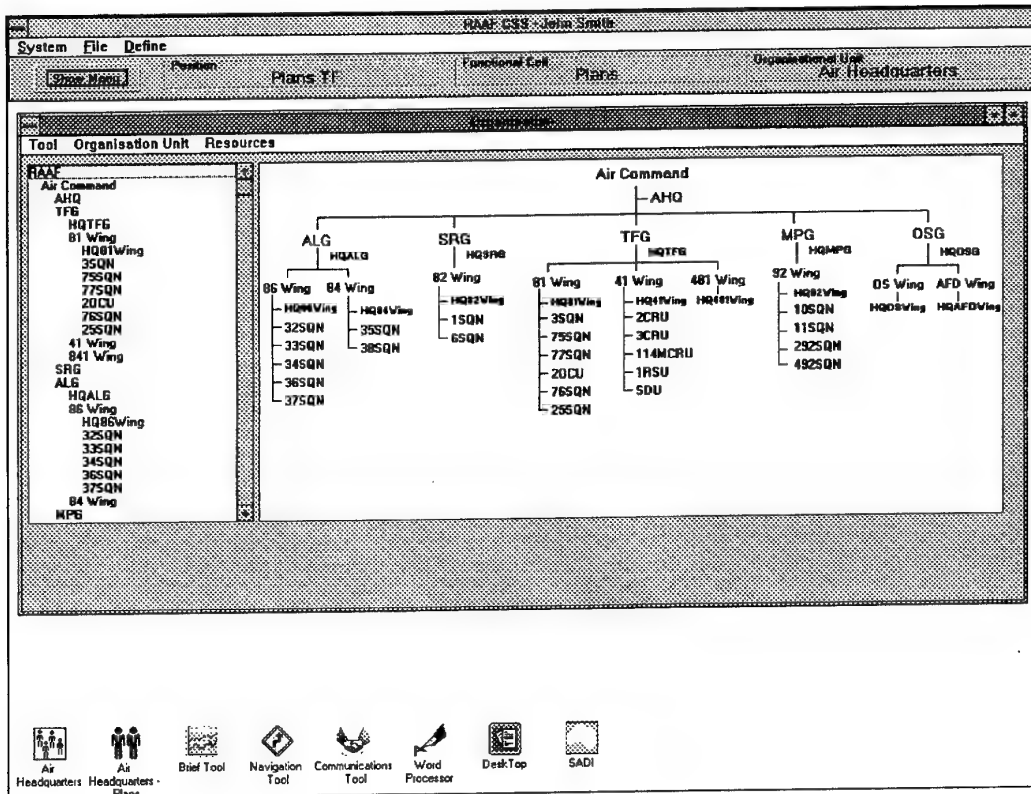 RAAF CSS - John Smith
System File Define
Show Menu
Position
Plans TF
Functional Cell
Plans
Organisational Unit
Air Headquarters
Organisation
Tool Organisation Unit Resources
RAAF
Air Command
AHQ
TFG
HQTFG
81 Wing
HQ81Wing
3SQN
75SQN
77SQN
2OCU
76SQN
25SQN
41 Wing
841 Wing
SRG
ALG
HQALG
86 Wing
HQ86Wing
32SQN
33SQN
34SQN
36SQN
37SQN
84 Wing
MPG
Air Command
AHQ
ALG
HQALG
86 Wing
HQ86Wing
32SQN
33SQN
34SQN
36SQN
37SQN
84 Wing
HQ84Wing
35SQN
38SQN
SRG
HQSRG
82 Wing
HQ82Wing
1SQN
6SQN
TFG
HQTFG
81 Wing
HQ81Wing
3SQN
75SQN
77SQN
2OCU
76SQN
25SQN
41 Wing
HQ41Wing
2CRU
3CRU
114MCRU
1RSU
SDU
481 Wing
HQ481Wing
MPG
HQMPG
92 Wing
HQ92Wing
10SQN
11SQN
292SQN
492SQN
OSG
HQOSG
OS Wing
HQOSWing
AFD Wing
HQAFDWing
Air
Headquarters
Air
Headquarters -
Plans
Brief Tool
Navigation
Tool
Communications
Tool
Word
Processor
DeskTop
SADI